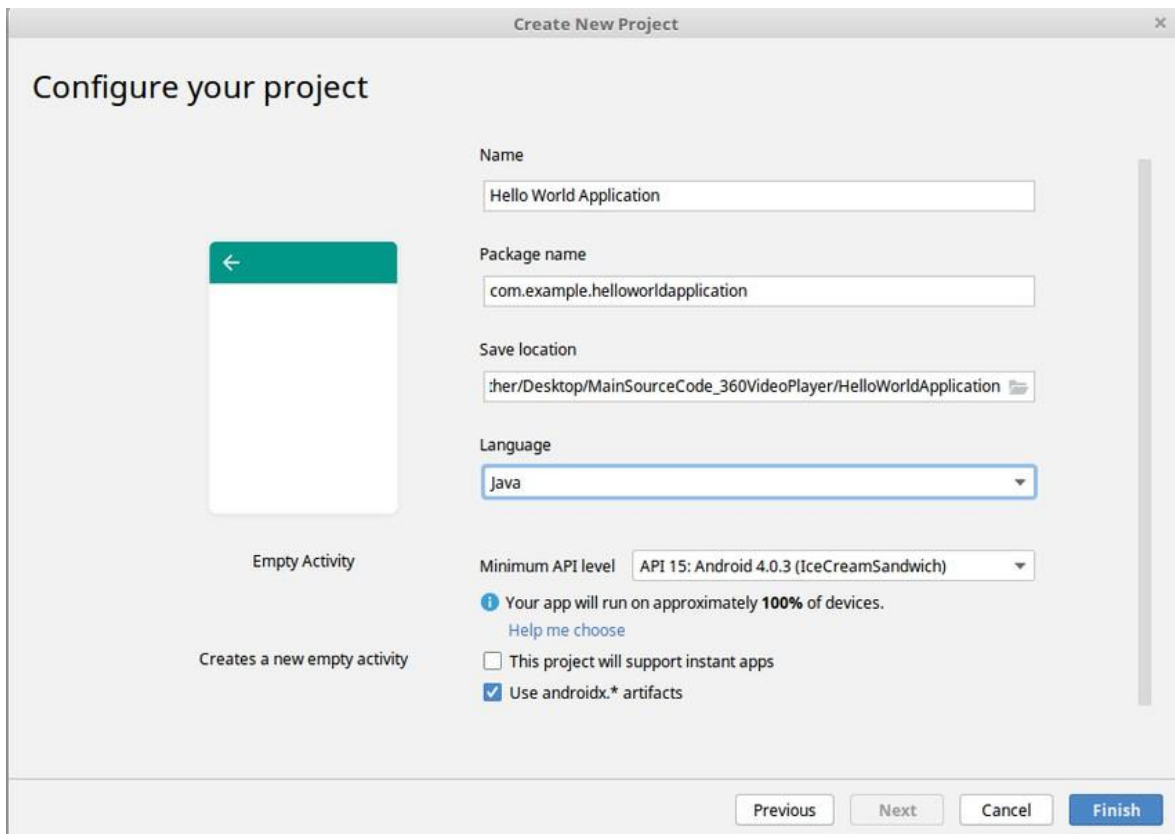 Create New Project
Configure your project
Name
Hello World Application
Package name
com.example.helloworldapplication
Save location
:her/Desktop/MainSourceCode_360VideoPlayer/HelloWorldApplication
Language
Java
Empty Activity
Minimum API level API 15: Android 4.0.3 (IceCreamSandwich)
Your app will run on approximately 100% of devices.
Help me choose
Creates a new empty activity
This project will support instant apps
Use androidx.* artifacts
Previous Next Cancel Finish